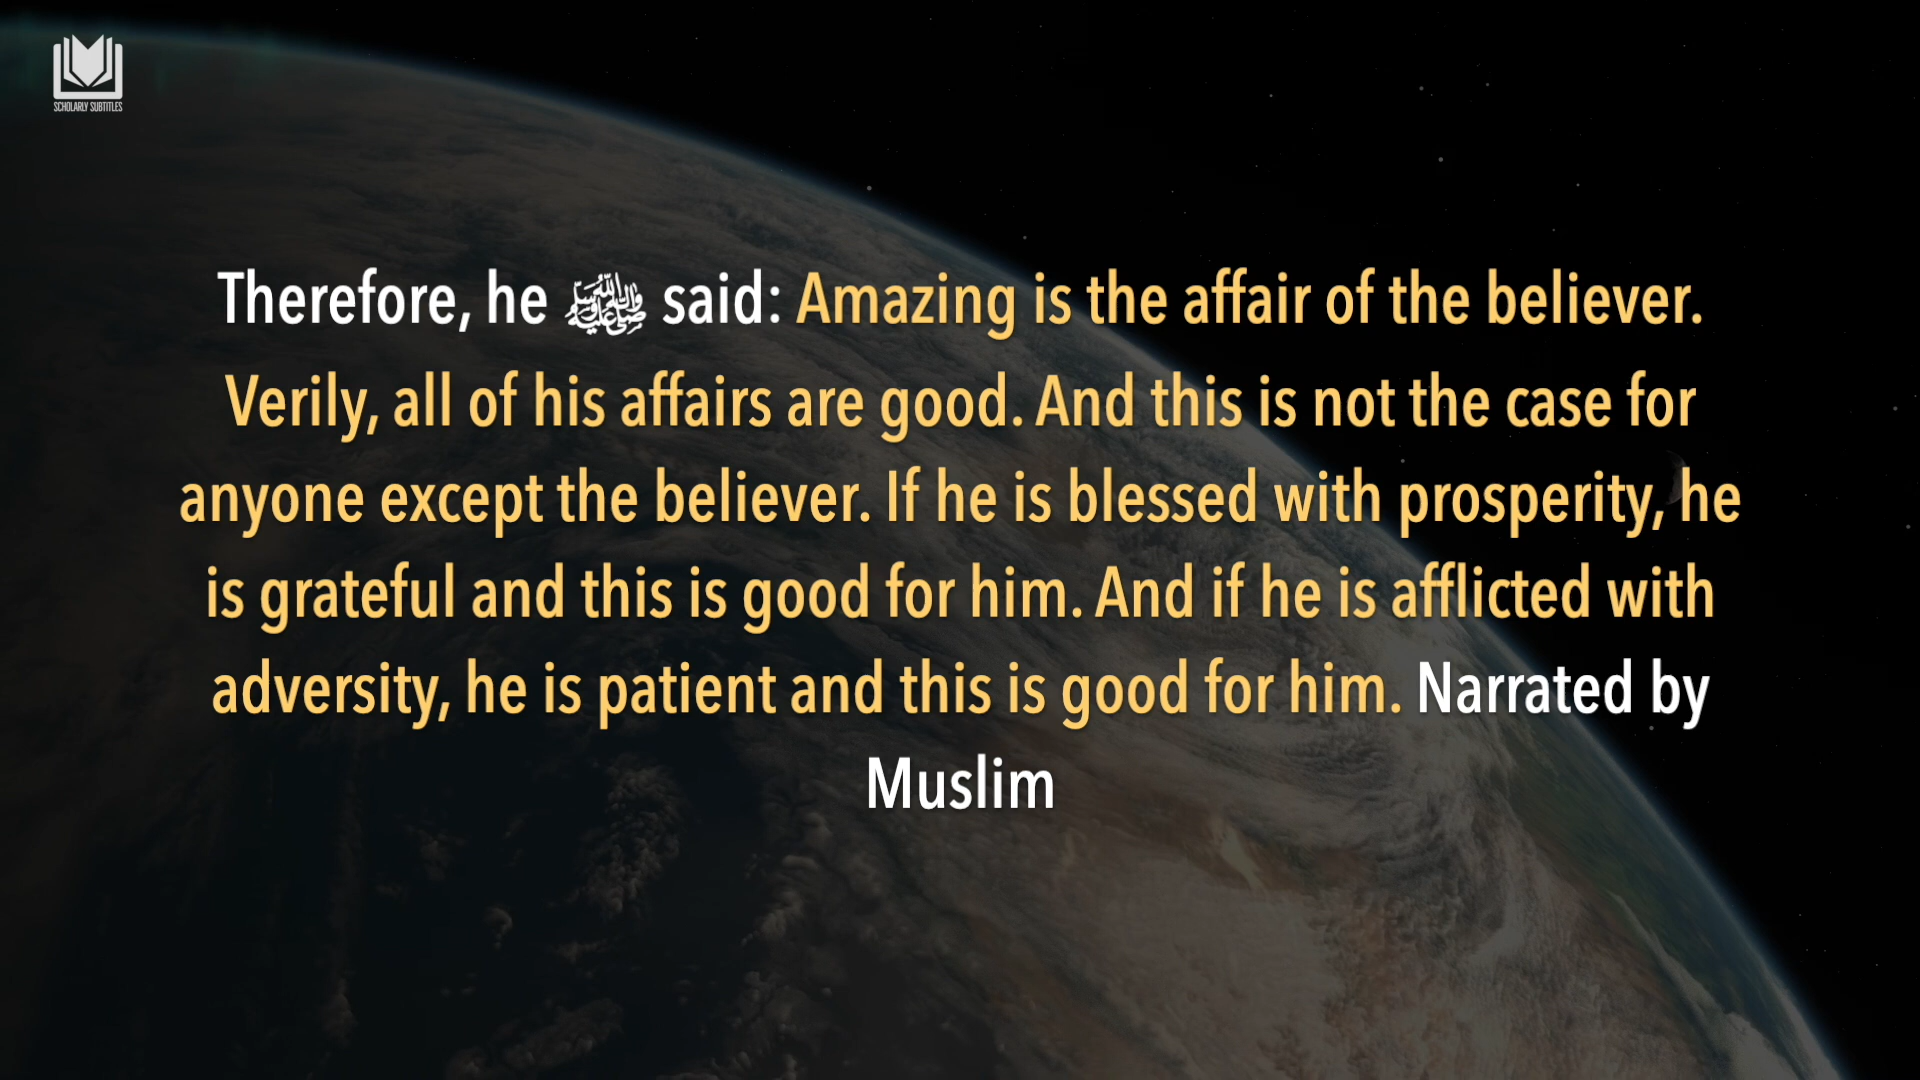 SCHOLARLY SUBTITLES
Therefore, he ﷺ said: Amazing is the affair of the believer.
Verily, all of his affairs are good. And this is not the case for
anyone except the believer. If he is blessed with prosperity, he
is grateful and this is good for him. And if he is afflicted with
adversity, he is patient and this is good for him. Narrated by
Muslim